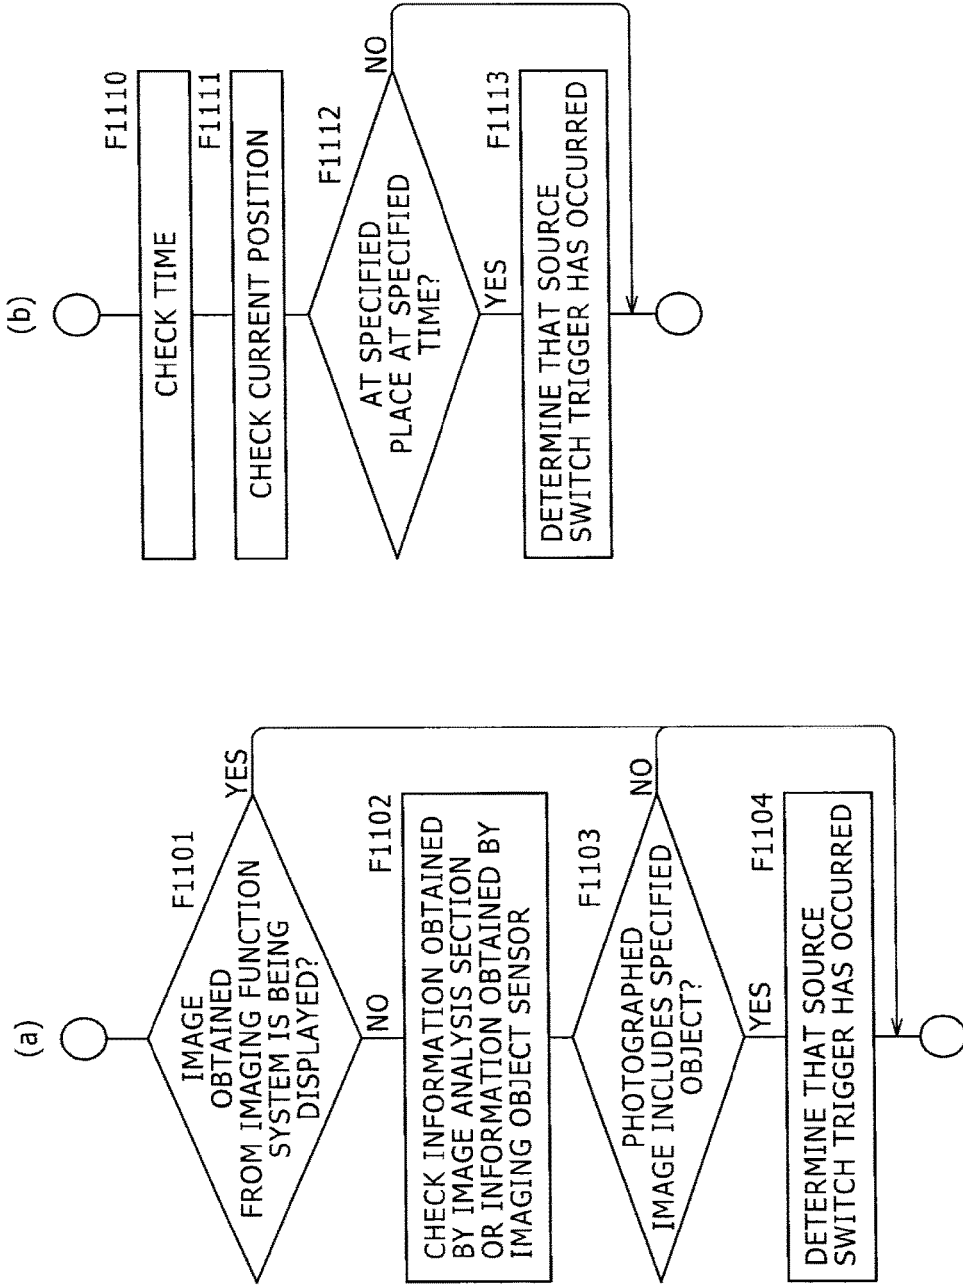 (a)
F1101
IMAGE
OBTAINED
FROM IMAGING FUNCTION
SYSTEM IS BEING
DISPLAYED?
YES
NO
F1102
CHECK INFORMATION OBTAINED
BY IMAGE ANALYSIS SECTION
OR INFORMATION OBTAINED BY
IMAGING OBJECT SENSOR
F1103
PHOTOGRAPHED
IMAGE INCLUDES SPECIFIED
OBJECT?
NO
YES
F1104
DETERMINE THAT SOURCE
SWITCH TRIGGER HAS OCCURRED
(b)
F1110
CHECK TIME
F1111
CHECK CURRENT POSITION
F1112
AT SPECIFIED
PLACE AT SPECIFIED
TIME?
NO
YES
F1113
DETERMINE THAT SOURCE
SWITCH TRIGGER HAS OCCURRED